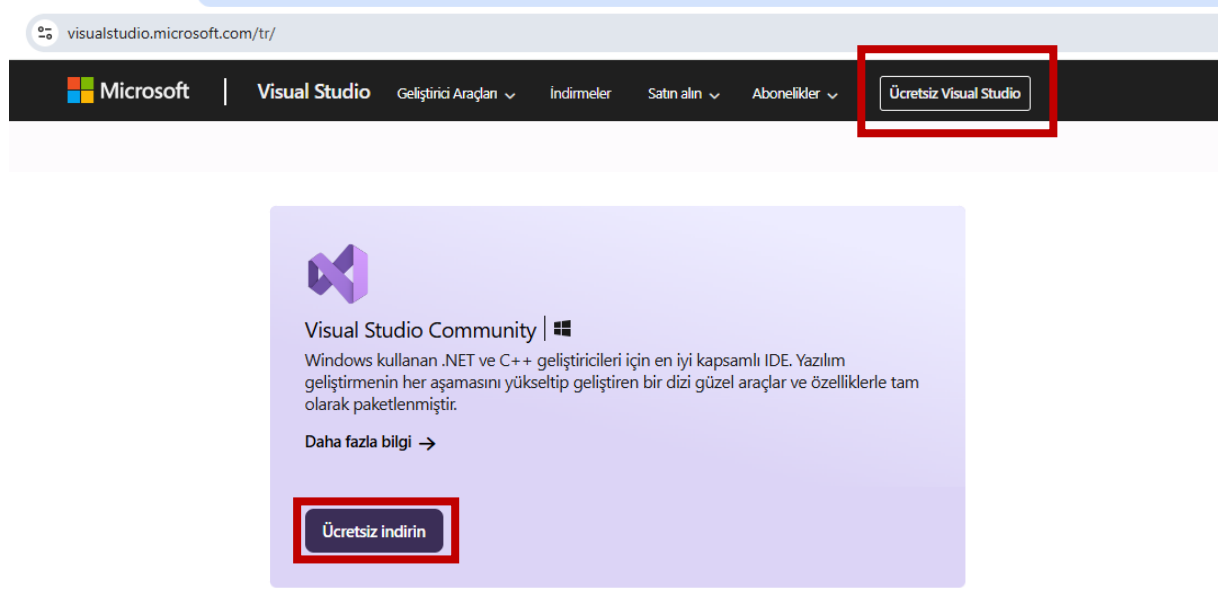 visualstudio.microsoft.com/tr/
Microsoft Visual Studio Geliştirici Araçları İndirmeler Satın alın Abonelikler Ücretsiz Visual Studio
Visual Studio Community
Windows kullanan .NET ve C++ geliştiricileri için en iyi kapsamlı IDE. Yazılım
geliştirmenin her aşamasını yükseltip geliştiren bir dizi güzel araçlar ve özelliklerle tam
olarak paketlenmiştir.
Daha fazla bilgi →
Ücretsiz indirin